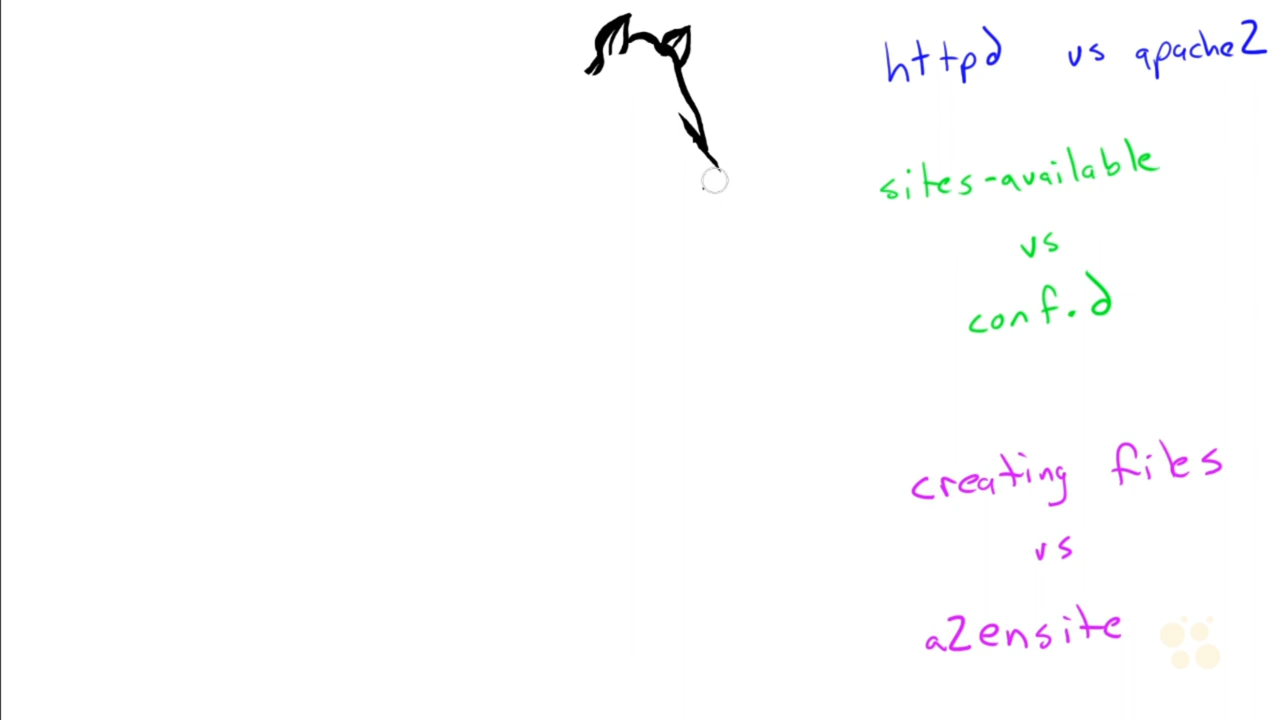 httpd vs apache2
sites-available
vs
conf.d
creating files
vs
a2ensite